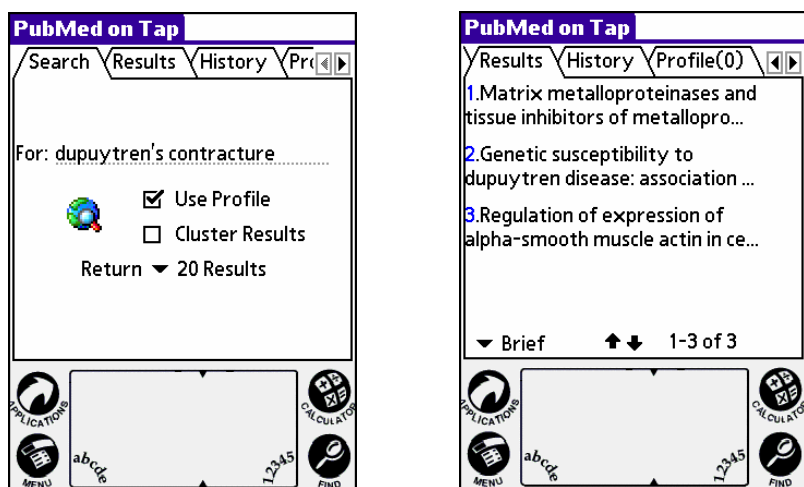 PubMed on Tap
Search Results History Pro
For: dupuytren's contracture
Use Profile
Cluster Results
Return 20 Results
APPLICATIONS
MENU
abcde
12345
CALCULATOR
FIND
PubMed on Tap
Results History Profile(0)
1.Matrix metalloproteinases and
tissue inhibitors of metallopro...
2.Genetic susceptibility to
dupuytren disease: association ...
3.Regulation of expression of
alpha-smooth muscle actin in ce...
Brief 1-3 of 3
APPLICATIONS
MENU
abcde
12345
CALCULATOR
FIND